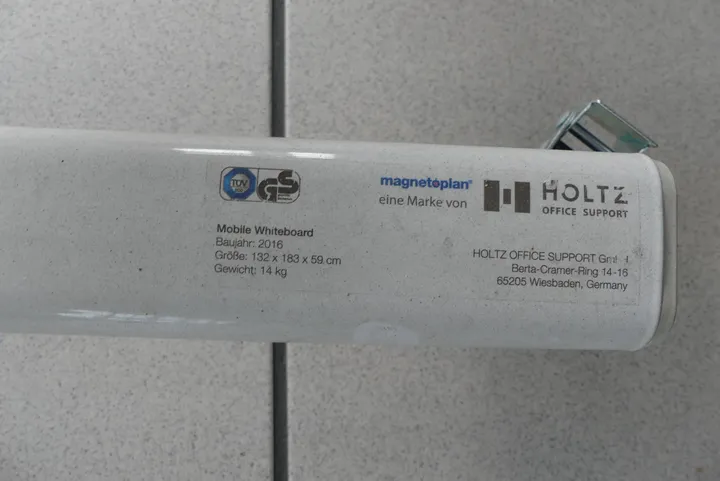 TÜV
GS
Mobile Whiteboard
Baujahr: 2016
Größe: 132 x 183 x 59 cm
Gewicht: 14 kg
magnetoplan®
eine Marke von
HOLTZ
OFFICE SUPPORT
HOLTZ OFFICE SUPPORT GmbH
Berta-Cramer-Ring 14-16
65205 Wiesbaden, Germany